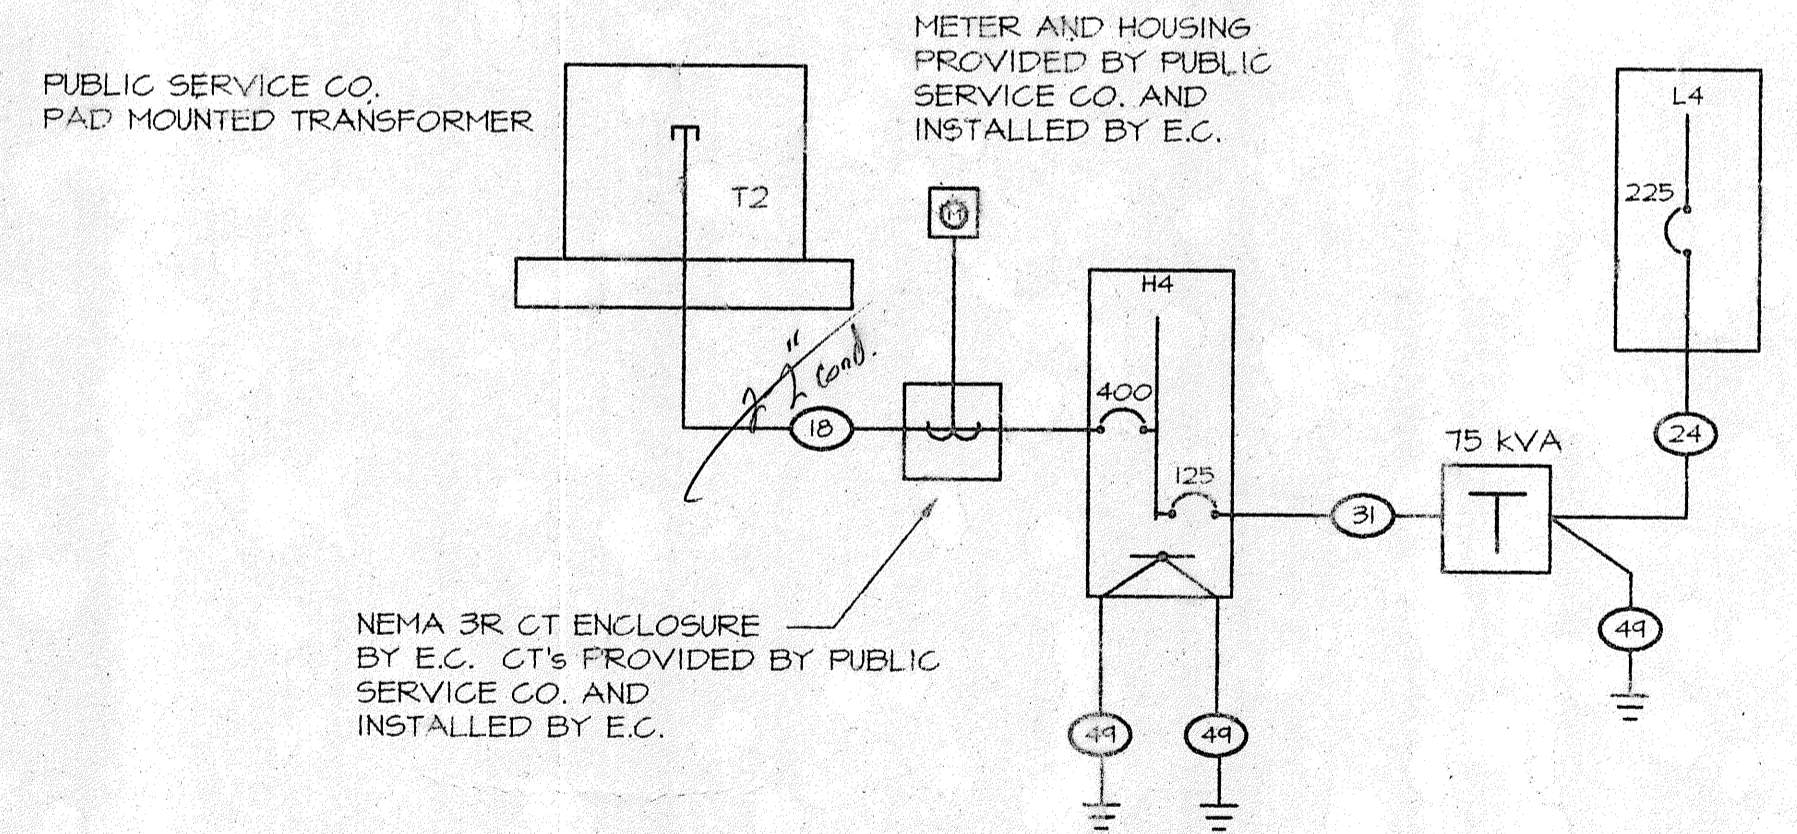 METER AND HOUSING
PROVIDED BY PUBLIC
SERVICE CO. AND
INSTALLED BY E.C.
PUBLIC SERVICE CO.
PAD MOUNTED TRANSFORMER
T2
M
L4
225
H4
400
125
Cond.
18
75 KVA
T
24
31
49
NEMA 3R CT ENCLOSURE
BY E.C. CT's PROVIDED BY PUBLIC
SERVICE CO. AND
INSTALLED BY E.C.
49
49